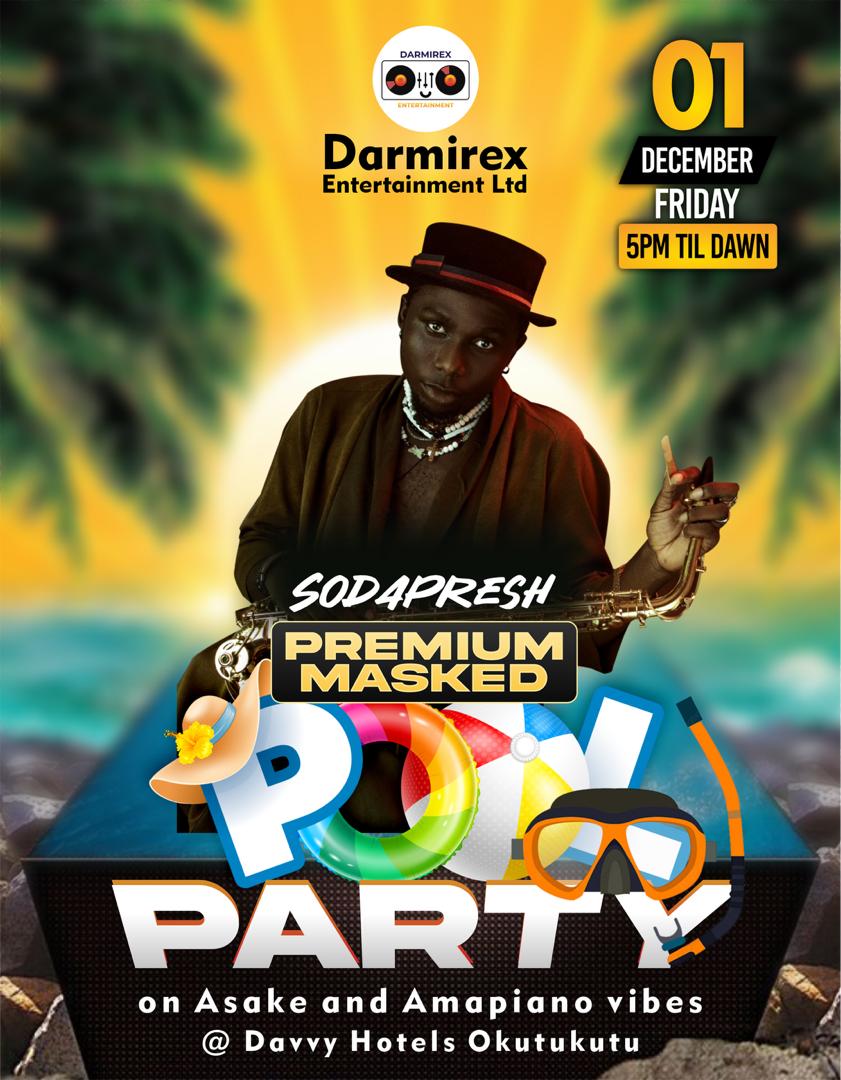 DARMIREX
ENTERTAINMENT
Darmirex
Entertainment Ltd
01
DECEMBER
FRIDAY
5PM TIL DAWN
SODAPRESH
PREMIUM
MASKED
POOL
PARTY
on Asake and Amapiano vibes
@ Davvy Hotels Okutukutu